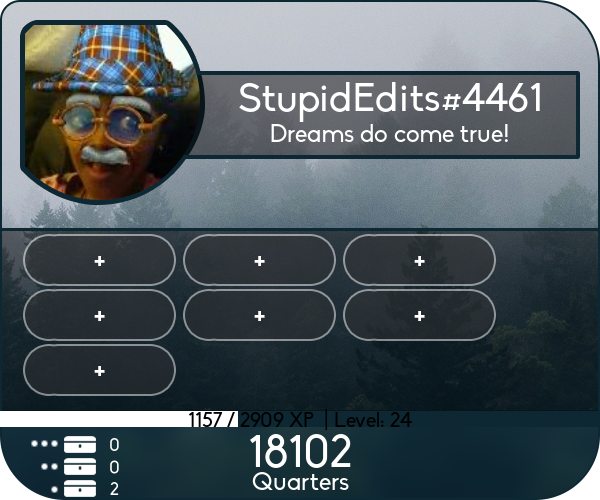 StupidEdits#4461
Dreams do come true!
+ + +
+ + +
+
1157 / 2909 XP | Level: 24
0
0
2
18102
Quarters